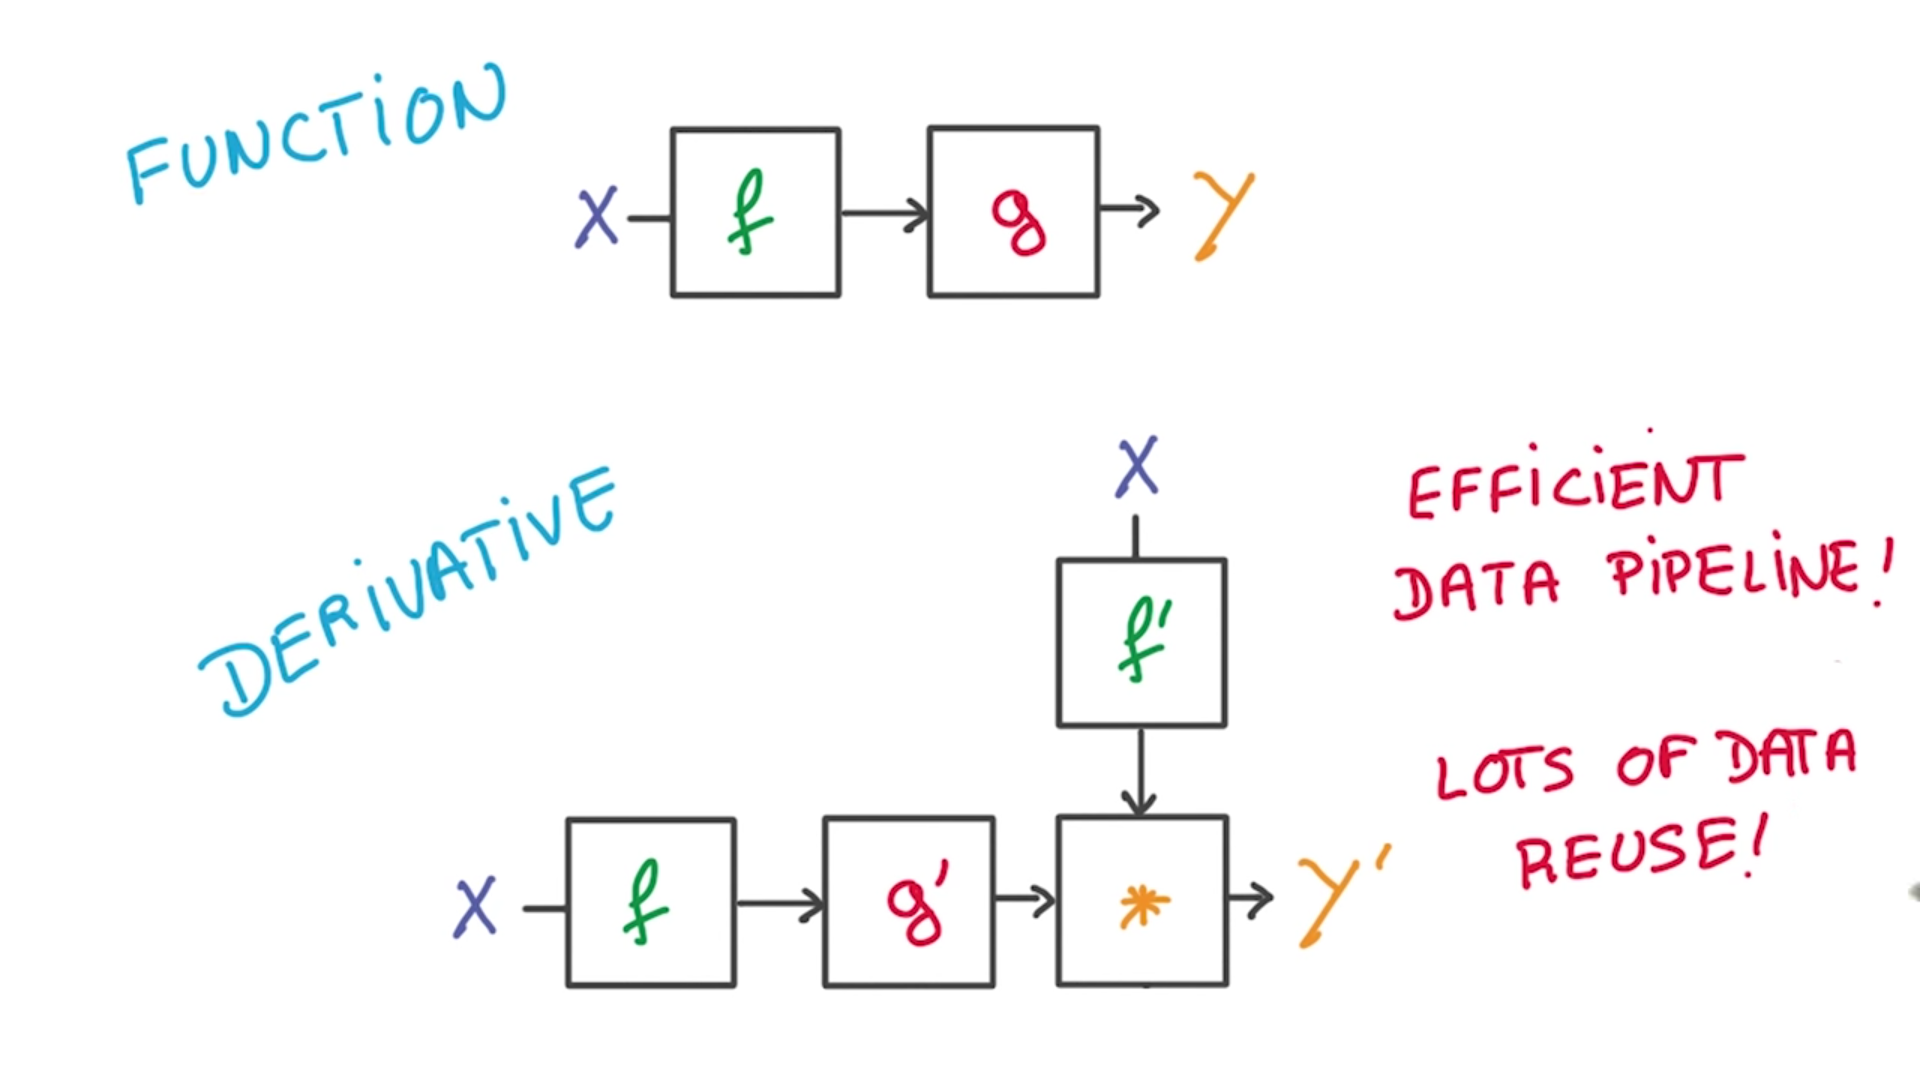 FUNCTION
X f g Y
DERIVATIVE
X
f'
X f g' * Y'
EFFICIENT
DATA PIPELINE!
LOTS OF DATA
REUSE!